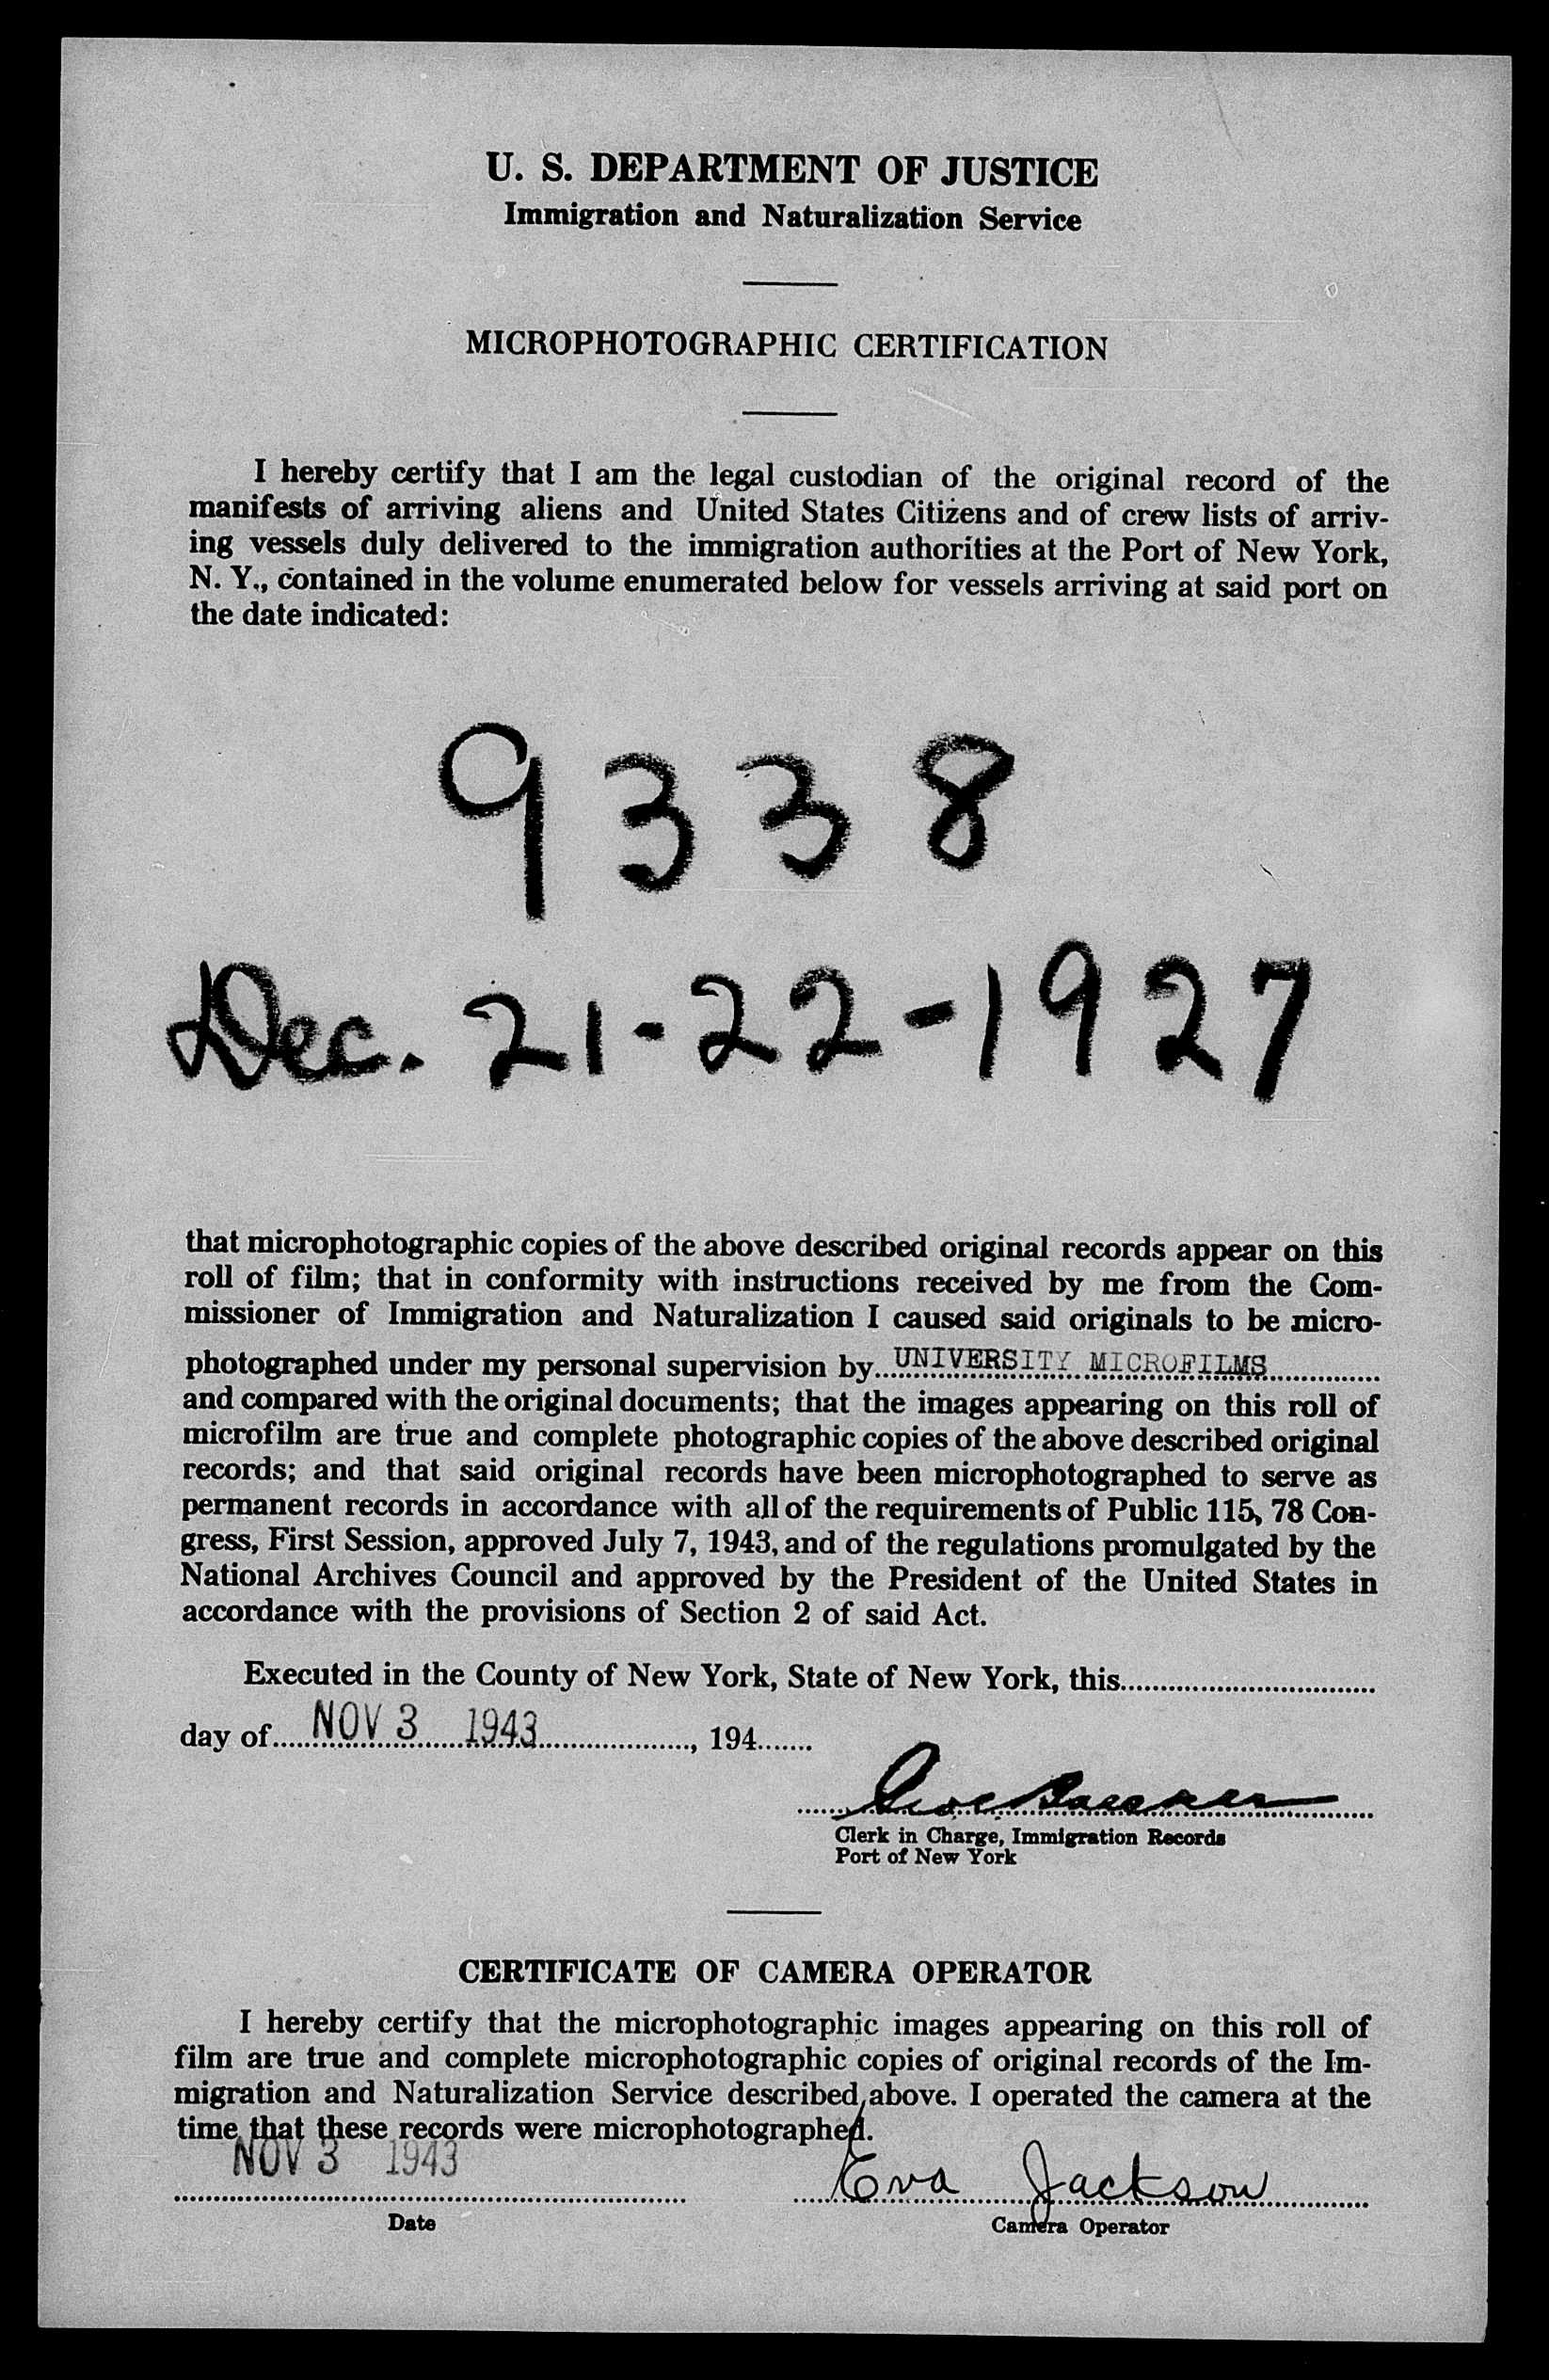 U. S. DEPARTMENT OF JUSTICE
Immigration and Naturalization Service
MICROPHOTOGRAPHIC CERTIFICATION
I hereby certify that I am the legal custodian of the original record of the
manifests of arriving aliens and United States Citizens and of crew lists of arriv-
ing vessels duly delivered to the immigration authorities at the Port of New York,
N. Y., contained in the volume enumerated below for vessels arriving at said port on
the date indicated:
9338
Dec. 21-22-1927
that microphotographic copies of the above described original records appear on this
roll of film; that in conformity with instructions received by me from the Com-
missioner of Immigration and Naturalization I caused said originals to be micro-
photographed under my personal supervision by UNIVERSITY MICROFILMS
and compared with the original documents; that the images appearing on this roll of
microfilm are true and complete photographic copies of the above described original
records; and that said original records have been microphotographed to serve as
permanent records in accordance with all of the requirements of Public 115, 78 Con-
gress, First Session, approved July 7, 1943, and of the regulations promulgated by the
National Archives Council and approved by the President of the United States in
accordance with the provisions of Section 2 of said Act.
Executed in the County of New York, State of New York, this
day of NOV 3 1943, 194
Clerk in Charge, Immigration Records
Port of New York
CERTIFICATE OF CAMERA OPERATOR
I hereby certify that the microphotographic images appearing on this roll of
film are true and complete microphotographic copies of original records of the Im-
migration and Naturalization Service described above. I operated the camera at the
time that these records were microphotographed.
NOV 3 1943 Eva Jackson
Date Camera Operator